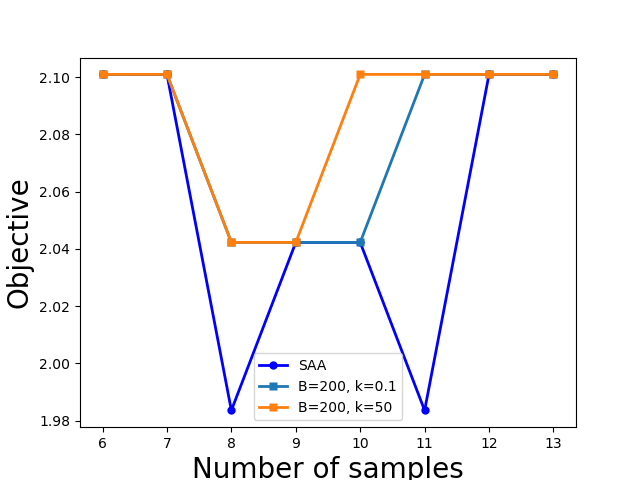 2.10
2.08
2.06
2.04
2.02
2.00
1.98
Objective
SAA
B=200, k=0.1
B=200, k=50
6 7 8 9 10 11 12 13
Number of samples